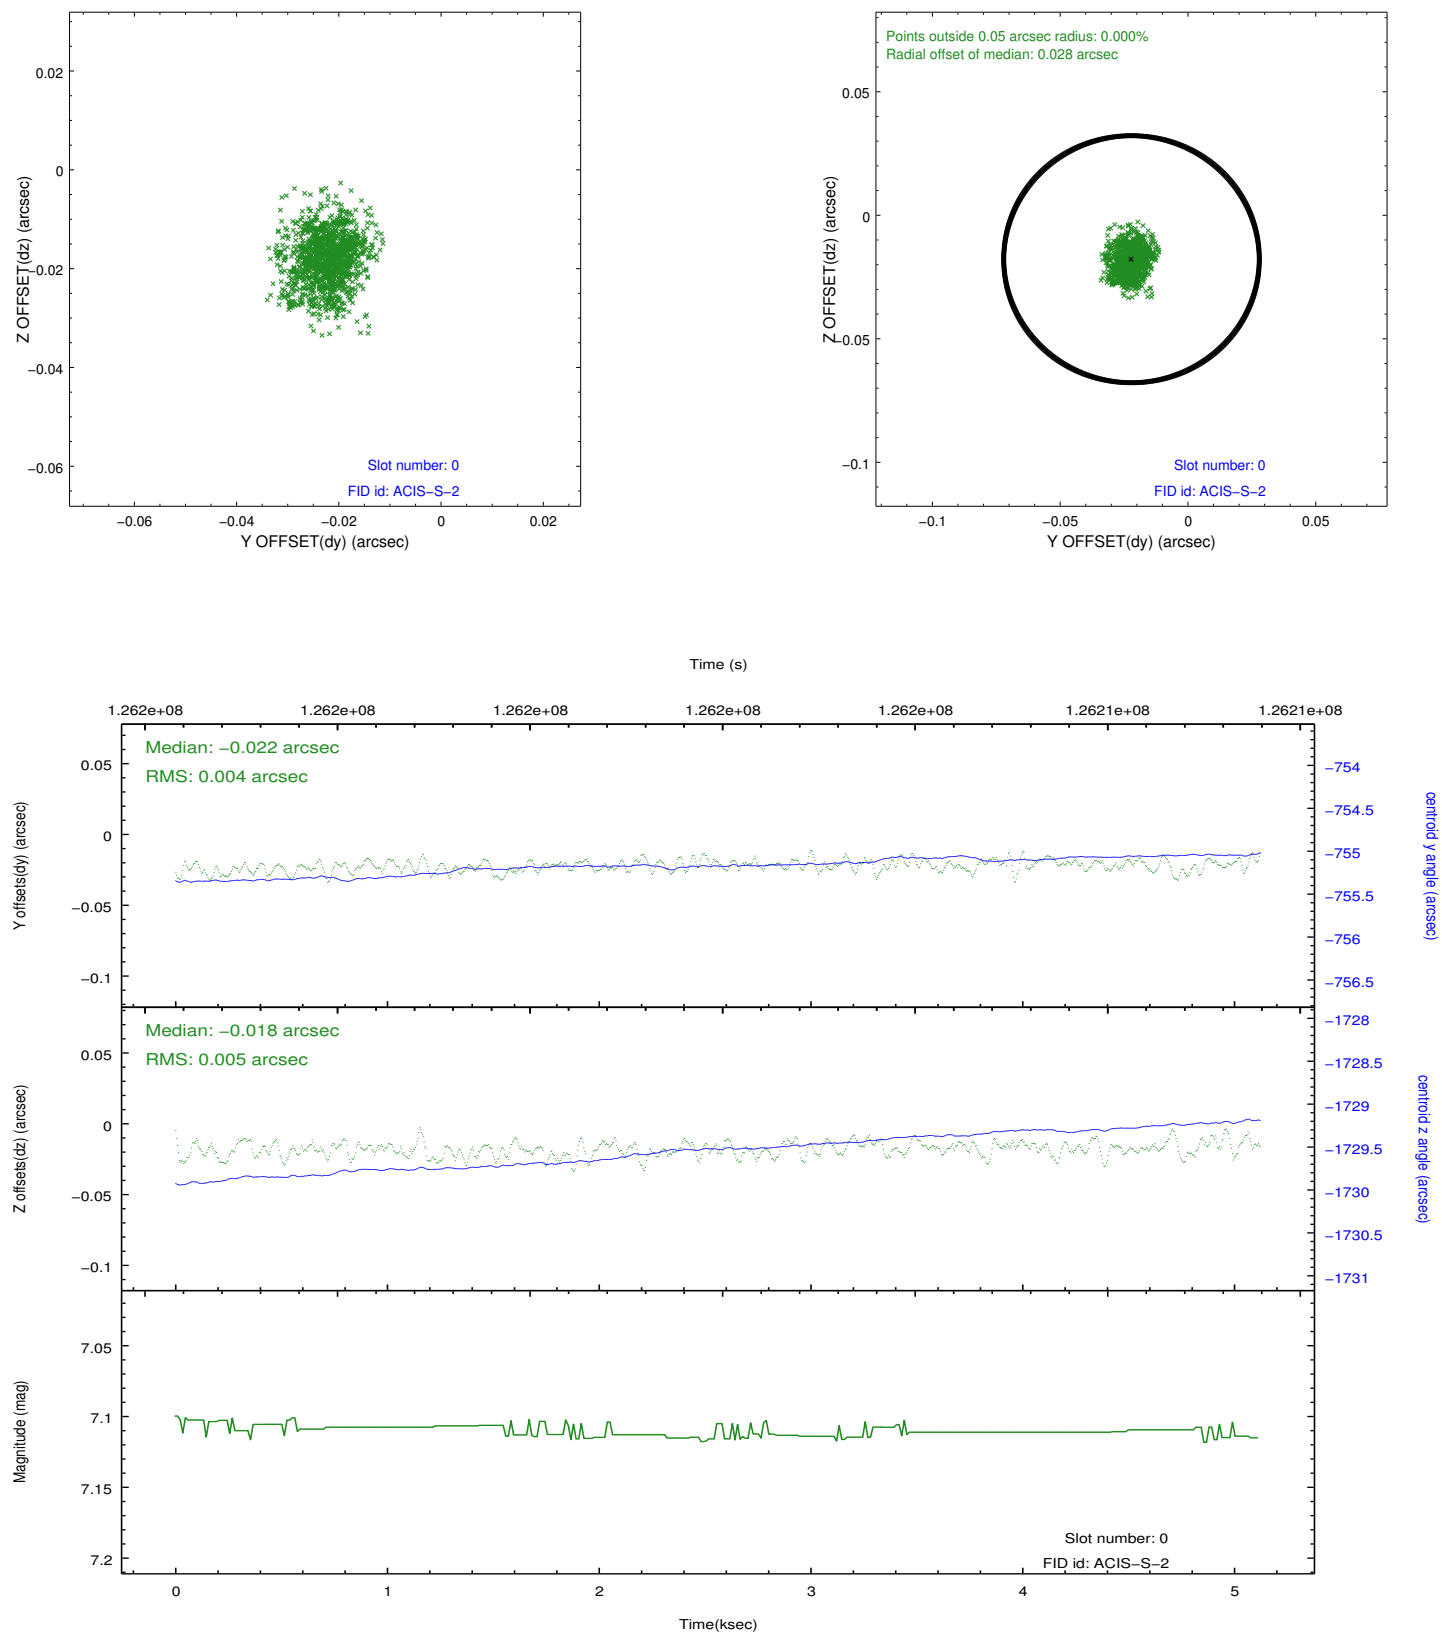 0.02
0
−0.02
−0.04
−0.06
Z OFFSET(dz) (arcsec)
Slot number: 0
FID id: ACIS−S−2
−0.06 −0.04 −0.02 0 0.02
Y OFFSET(dy) (arcsec)
Points outside 0.05 arcsec radius: 0.000%
Radial offset of median: 0.028 arcsec
0.05
0
−0.05
−0.1
Z OFFSET(dz) (arcsec)
Slot number: 0
FID id: ACIS−S−2
−0.1 −0.05 0 0.05
Y OFFSET(dy) (arcsec)
Time (s)
1.262e+08 1.262e+08 1.262e+08 1.262e+08 1.262e+08 1.2621e+08 1.2621e+08
Median: −0.022 arcsec
RMS: 0.004 arcsec
0.05
0
−0.05
−0.1
Y offsets(dy) (arcsec)
−754
−754.5
−755
−755.5
−756
−756.5
centroid y angle (arcsec)
Median: −0.018 arcsec
RMS: 0.005 arcsec
0.05
0
−0.05
−0.1
Z offsets(dz) (arcsec)
−1728
−1728.5
−1729
−1729.5
−1730
−1730.5
−1731
centroid z angle (arcsec)
7.05
7.1
7.15
7.2
Magnitude (mag)
Slot number: 0
FID id: ACIS−S−2
0 1 2 3 4 5
Time(ksec)